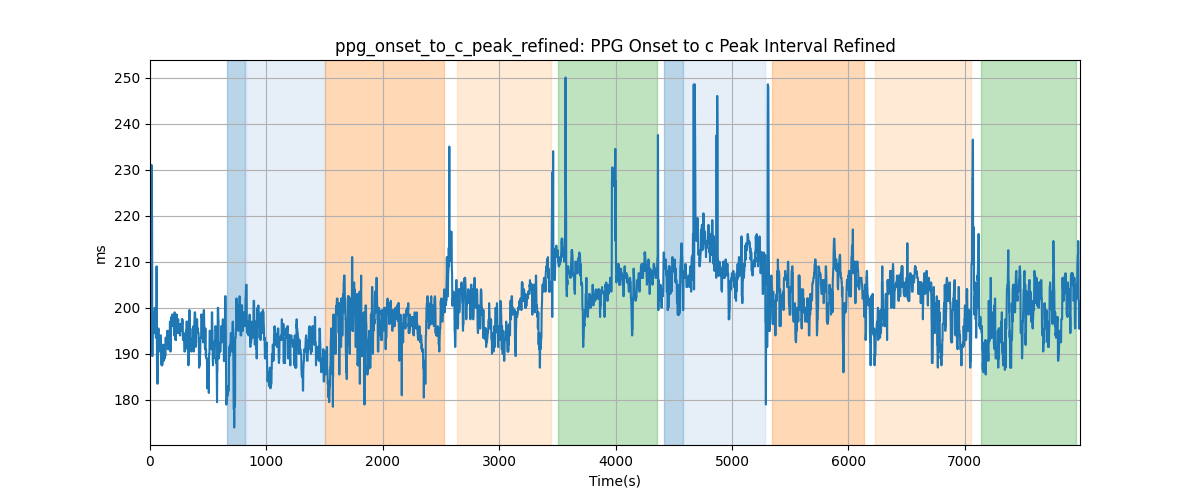 ppg_onset_to_c_peak_refined: PPG Onset to c Peak Interval Refined
250
240
230
220
210
200
190
180
ms
0 1000 2000 3000 4000 5000 6000 7000
Time(s)